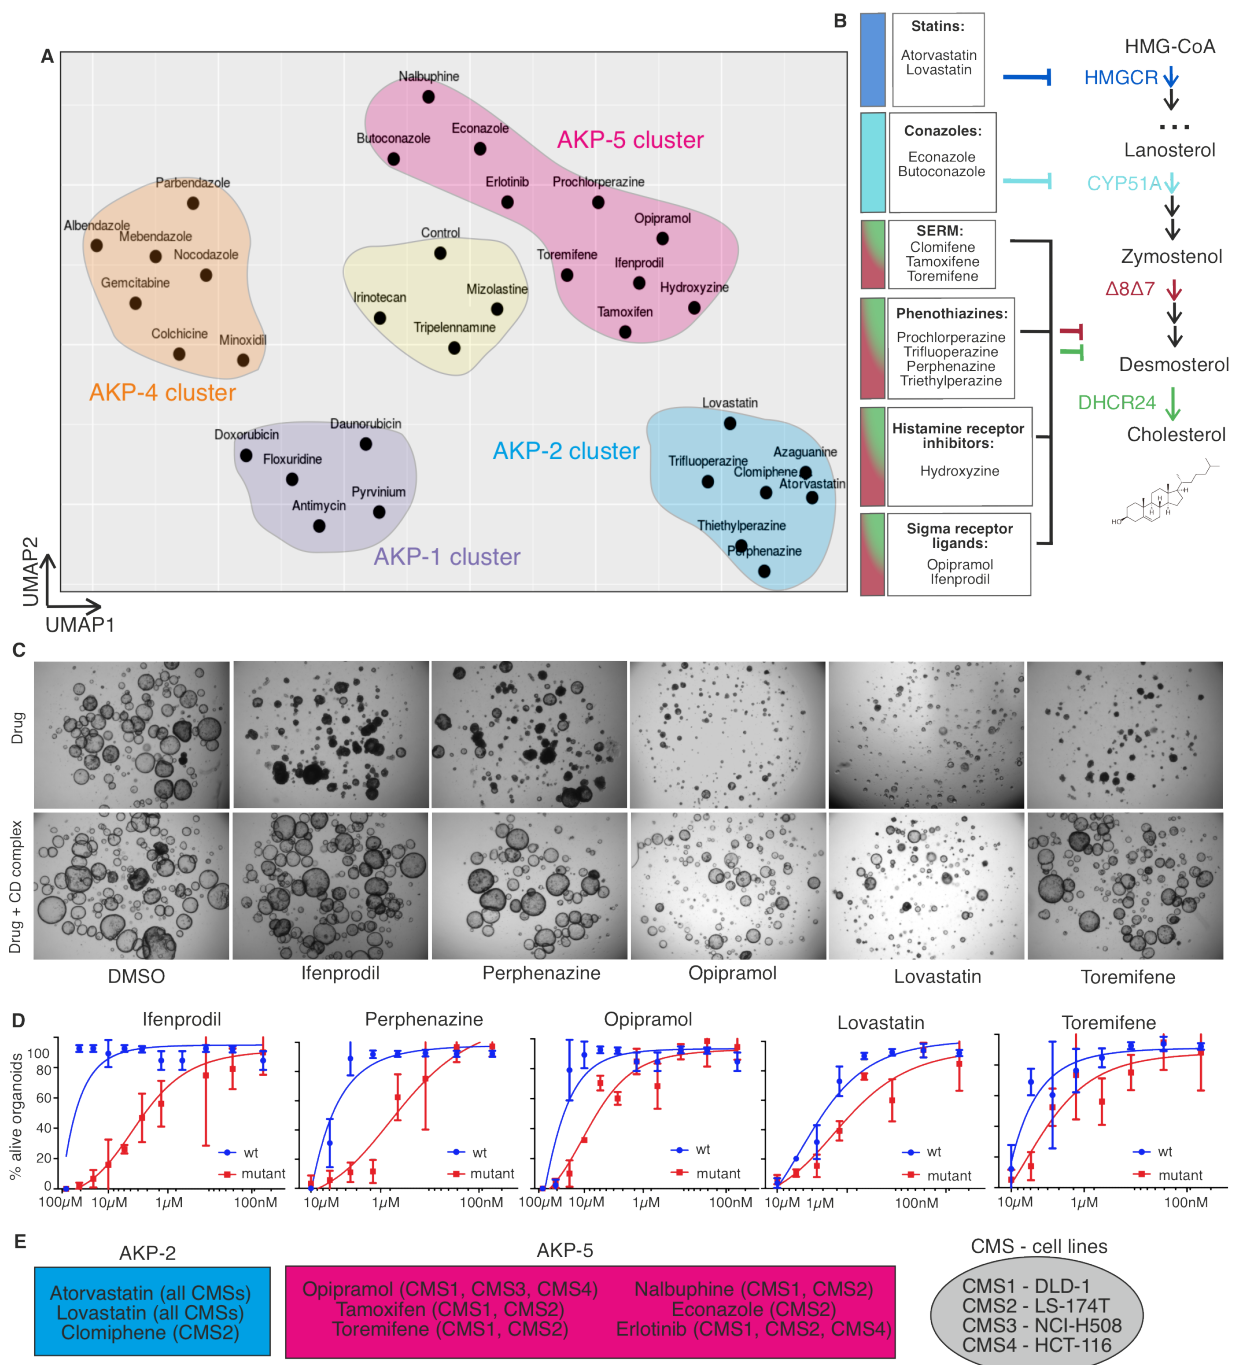 A
Nalbuphine
Butoconazole
Econazole
AKP-5 cluster
Erlotinib
Prochlorperazine
Opipramol
Toremifene
Ifenprodil
Hydroxyzine
Tamoxifen
Parbendazole
Albendazole
Mebendazole
Nocodazole
Gemcitabine
Colchicine
Minoxidil
AKP-4 cluster
Control
Irinotecan
Mizolastine
Tripelennamine
Doxorubicin
Daunorubicin
Floxuridine
Pyrvinium
Antimycin
AKP-1 cluster
Lovastatin
AKP-2 cluster
Trifluoperazine
Azaguanine
Clomiphene
Atorvastatin
Thiethylperazine
Perphenazine
UMAP2
UMAP1
B
Statins:
Atorvastatin
Lovastatin
Conazoles:
Econazole
Butoconazole
SERM:
Clomifene
Tamoxifene
Toremifene
Phenothiazines:
Prochlorperazine
Trifluoperazine
Perphenazine
Triethylperazine
Histamine receptor
inhibitors:
Hydroxyzine
Sigma receptor
ligands:
Opipramol
Ifenprodil
HMG-CoA
HMGCR
...
Lanosterol
CYP51A
Zymostenol
Δ8Δ7
Desmosterol
DHCR24
Cholesterol
H
H
H
H
HO
C
Drug
Drug + CD complex
DMSO
Ifenprodil
Perphenazine
Opipramol
Lovastatin
Toremifene
D
Ifenprodil
Perphenazine
Opipramol
Lovastatin
Toremifene
% alive organoids
100
80
60
40
20
0
wt
mutant
100µM
10µM
1µM
100nM
wt
mutant
10µM
1µM
100nM
wt
mutant
100µM
10µM
1µM
100nM
wt
mutant
10µM
1µM
100nM
wt
mutant
10µM
1µM
100nM
E
AKP-2
Atorvastatin (all CMSs)
Lovastatin (all CMSs)
Clomiphene (CMS2)
AKP-5
Opipramol (CMS1, CMS3, CMS4)
Tamoxifen (CMS1, CMS2)
Toremifene (CMS1, CMS2)
Nalbuphine (CMS1, CMS2)
Econazole (CMS2)
Erlotinib (CMS1, CMS2, CMS4)
CMS - cell lines
CMS1 - DLD-1
CMS2 - LS-174T
CMS3 - NCI-H508
CMS4 - HCT-116